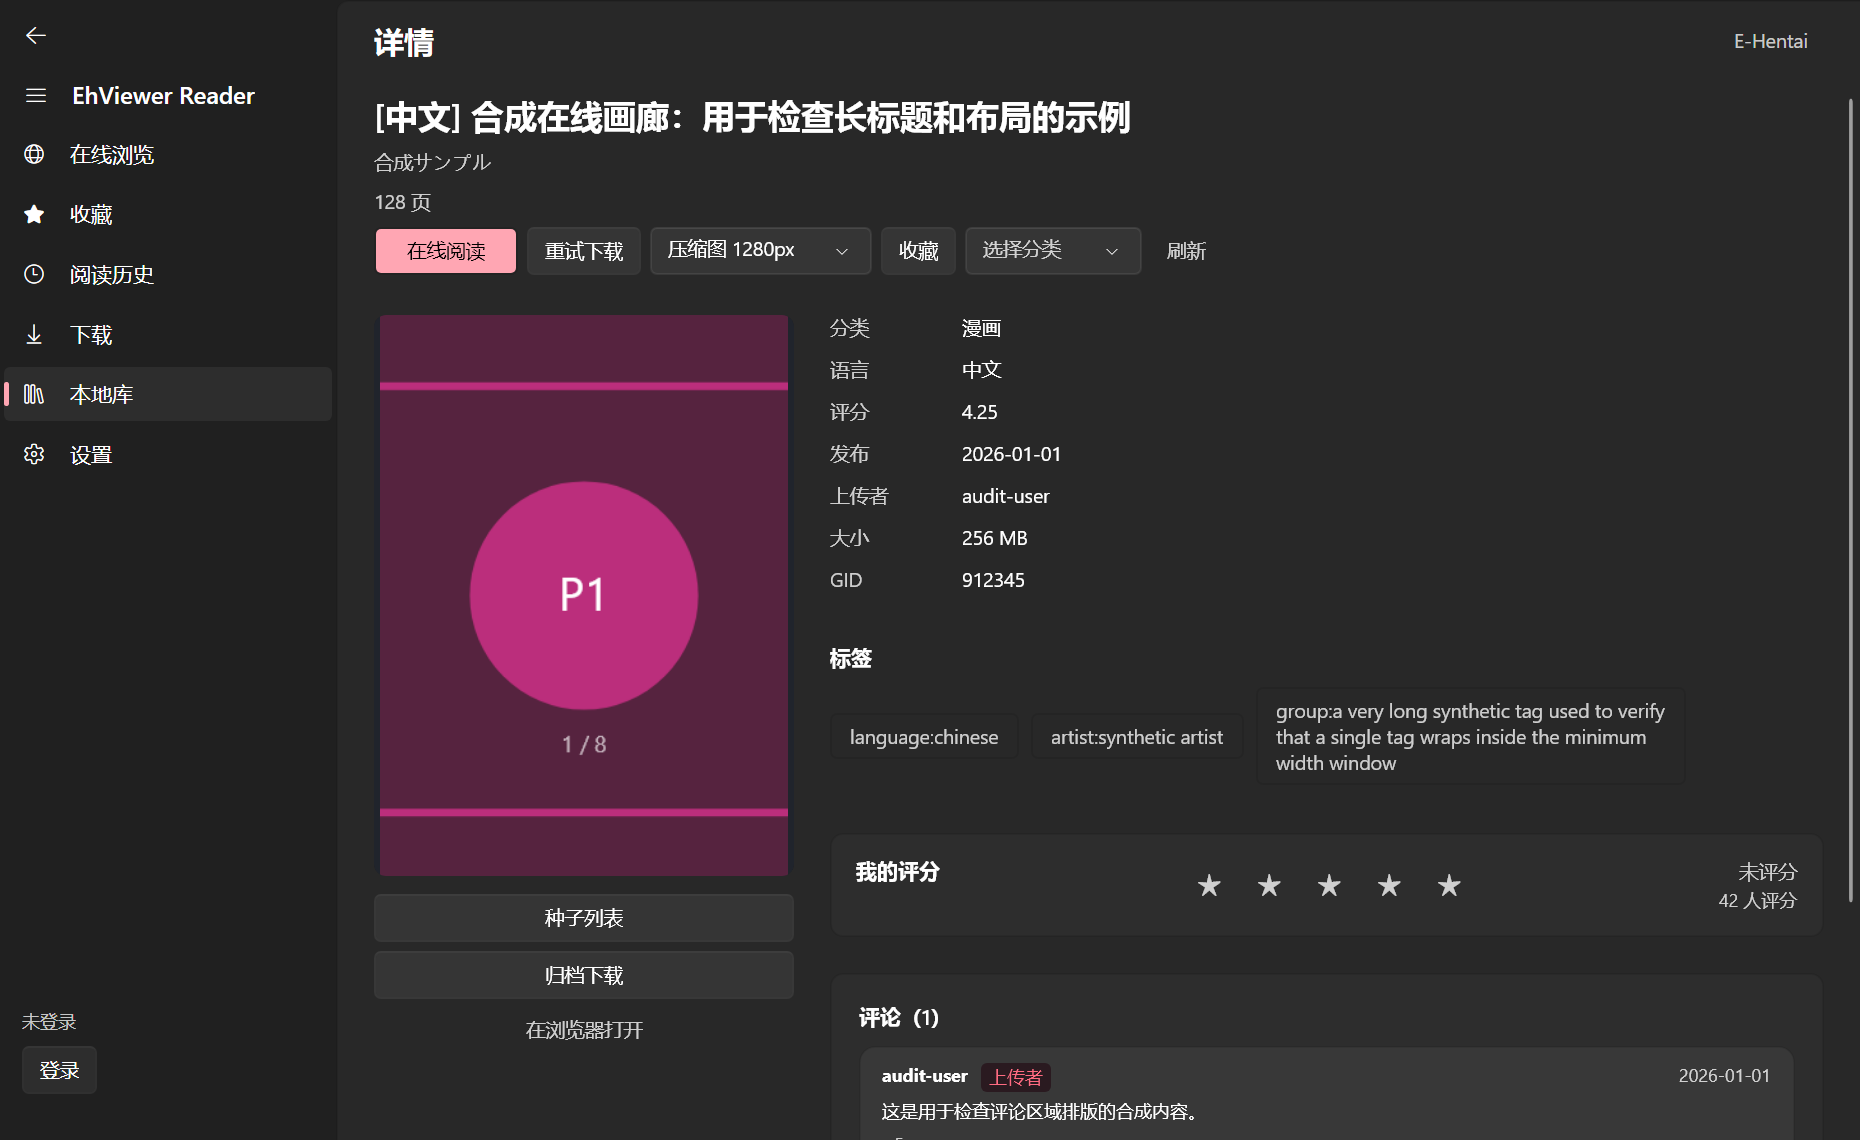 EhViewer Reader
在线浏览
收藏
阅读历史
下载
本地库
设置
未登录
登录
详情
E-Hentai
[中文] 合成在线画廊：用于检查长标题和布局的示例
合成サンプル
128 页
在线阅读
重试下载
压缩图 1280px
收藏
选择分类
刷新
P1
1 / 8
种子列表
归档下载
在浏览器打开
分类 漫画
语言 中文
评分 4.25
发布 2026-01-01
上传者 audit-user
大小 256 MB
GID 912345
标签
language:chinese
artist:synthetic artist
group:a very long synthetic tag used to verify
that a single tag wraps inside the minimum
width window
我的评分
未评分
42 人评分
评论（1）
audit-user 上传者 2026-01-01
这是用于检查评论区域排版的合成内容。